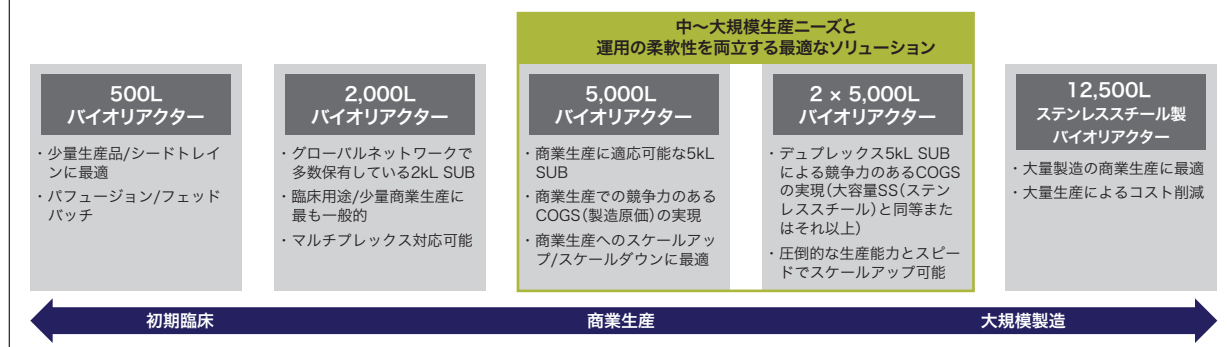 中～大規模生産ニーズと
運用の柔軟性を両立する最適なソリューション
500L
バイオリアクター
・少量生産品/シードトレイ
ンに最適
・パフュージョン/フェッド
バッチ
2,000L
バイオリアクター
・グローバルネットワークで
多数保有している2kL SUB
・臨床用途/少量商業生産に
最も一般的
・マルチプレックス対応可能
5,000L
バイオリアクター
・商業生産に適応可能な5kL
SUB
・商業生産での競争力のある
COGS(製造原価)の実現
・商業生産へのスケールアッ
プ/スケールダウンに最適
2 × 5,000L
バイオリアクター
・デュプレックス5kL SUB
による競争力のあるCOGS
の実現(大容量SS(ステン
レススチール)と同等また
はそれ以上)
・圧倒的な生産能力とスピー
ドでスケールアップ可能
12,500L
ステンレススチール製
バイオリアクター
・大量製造の商業生産に最適
・大量生産によるコスト削減
初期臨床
商業生産
大規模製造